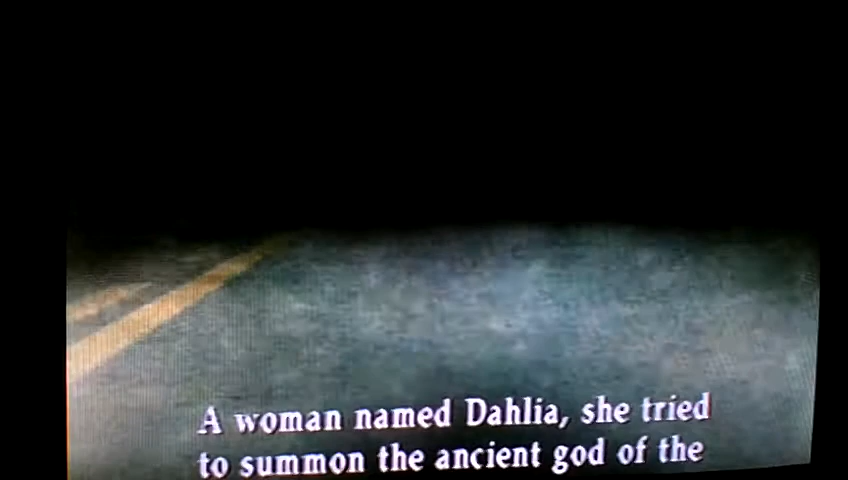 A woman named Dahlia, she tried
to summon the ancient god of the